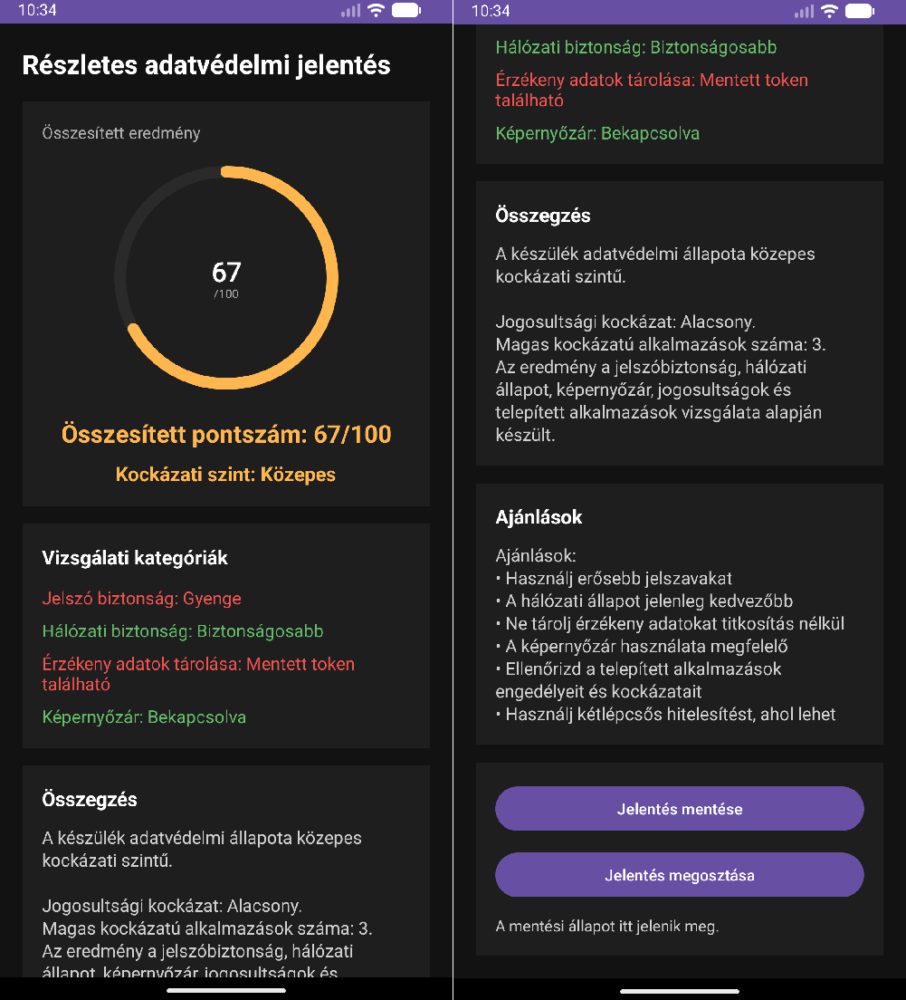 10:34
Részletes adatvédelmi jelentés
Összesített eredmény
67
/100
Összesített pontszám: 67/100
Kockázati szint: Közepes
Vizsgálati kategóriák
Jelszó biztonság: Gyenge
Hálózati biztonság: Biztonságosabb
Érzékeny adatok tárolása: Mentett token
található
Képernyőzár: Bekapcsolva
Összegzés
A készülék adatvédelmi állapota közepes
kockázati szintű.
Jogosultsági kockázat: Alacsony.
Magas kockázatú alkalmazások száma: 3.
Az eredmény a jelszóbiztonság, hálózati
állapot, képernyőzár, jogosultságok és
10:34
Hálózati biztonság: Biztonságosabb
Érzékeny adatok tárolása: Mentett token
található
Képernyőzár: Bekapcsolva
Összegzés
A készülék adatvédelmi állapota közepes
kockázati szintű.
Jogosultsági kockázat: Alacsony.
Magas kockázatú alkalmazások száma: 3.
Az eredmény a jelszóbiztonság, hálózati
állapot, képernyőzár, jogosultságok és
telepített alkalmazások vizsgálata alapján
készült.
Ajánlások
Ajánlások:
• Használj erősebb jelszavakat
• A hálózati állapot jelenleg kedvezőbb
• Ne tárolj érzékeny adatokat titkosítás nélkül
• A képernyőzár használata megfelelő
• Ellenőrizd a telepített alkalmazások
engedélyeit és kockázatait
• Használj kétlépcsős hitelesítést, ahol lehet
Jelentés mentése
Jelentés megosztása
A mentési állapot itt jelenik meg.